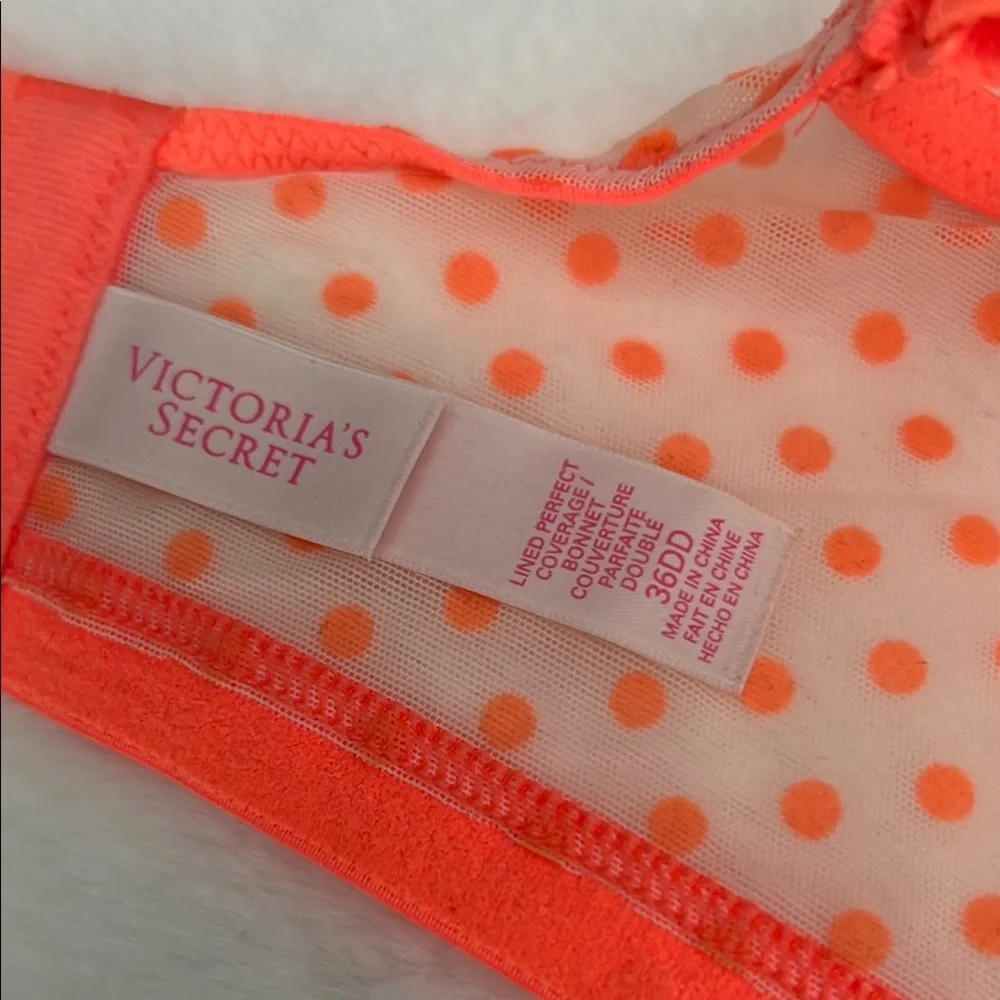 VICTORIA'S
SECRET
LINED PERFECT
COVERAGE /
BONNET
COUVERTURE
PARFAITE
DOUBLÉ
36DD
MADE IN CHINA
FAIT EN CHINE
HECHO EN CHINA